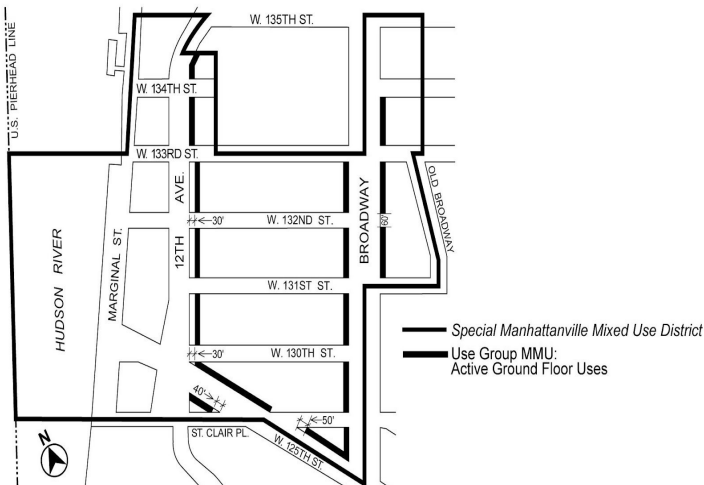 W. 135TH ST.
U.S. PIERHEAD LINE
W. 134TH ST.
W. 133RD ST.
AVE.
12TH
BROADWAY
OLD BROADWAY
30'
W. 132ND ST.
60'
MARGINAL ST.
HUDSON RIVER
W. 131ST ST.
30'
W. 130TH ST.
40'
50'
ST. CLAIR PL.
W. 125TH ST.
N
Special Manhattanville Mixed Use District
Use Group MMU:
Active Ground Floor Uses